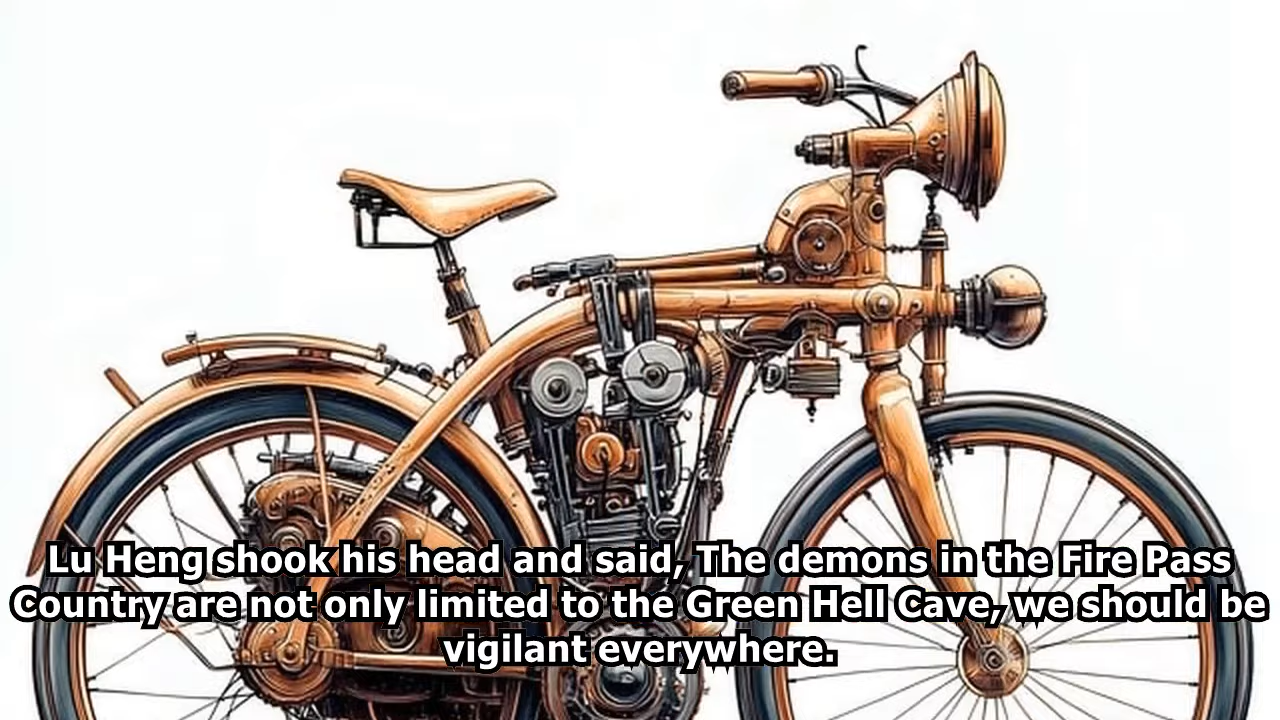 Lu Heng shook his head and said, The demons in the Fire Pass
Country are not only limited to the Green Hell Cave, we should be
vigilant everywhere.